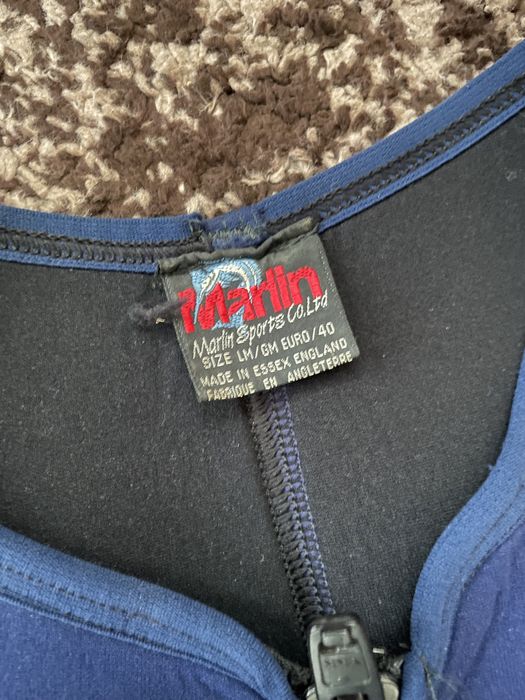 Marlin
Marlin Sports Co.Ltd
SIZE LM/GM EURO/40
MADE IN ESSEX ENGLAND
FABRIQUE EN ANGLETERRE